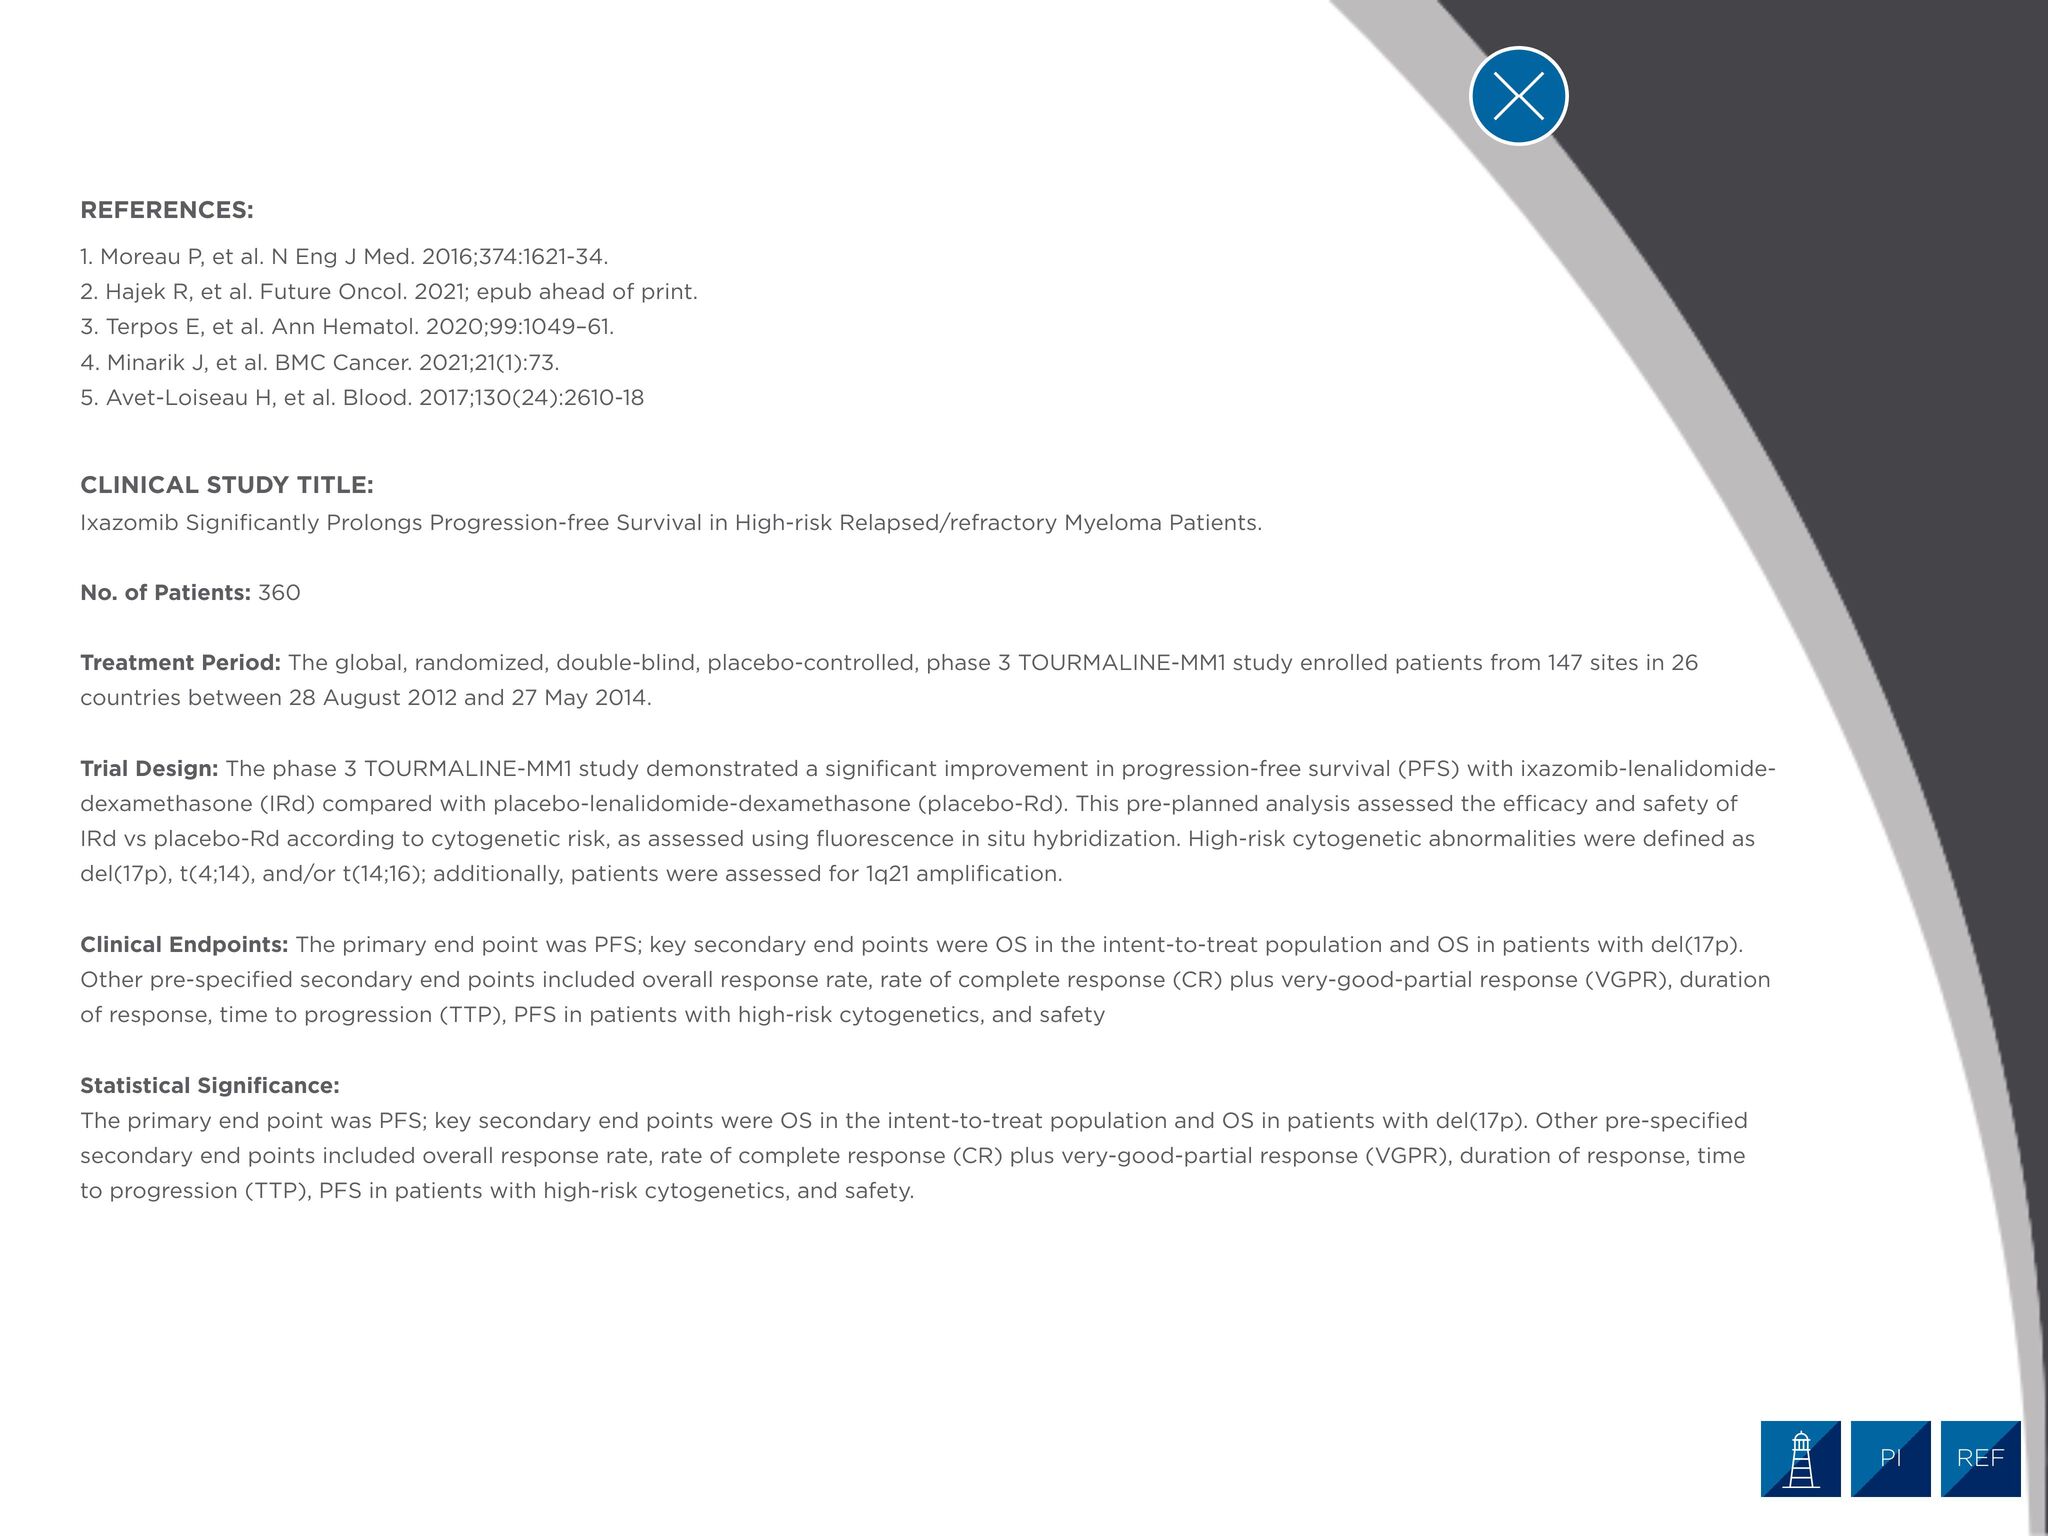 REFERENCES:
1. Moreau P, et al. N Eng J Med. 2016;374:1621-34.
2. Hajek R, et al. Future Oncol. 2021; epub ahead of print.
3. Terpos E, et al. Ann Hematol. 2020;99:1049–61.
4. Minarik J, et al. BMC Cancer. 2021;21(1):73.
5. Avet-Loiseau H, et al. Blood. 2017;130(24):2610-18
CLINICAL STUDY TITLE:
Ixazomib Significantly Prolongs Progression-free Survival in High-risk Relapsed/refractory Myeloma Patients.
No. of Patients: 360
Treatment Period: The global, randomized, double-blind, placebo-controlled, phase 3 TOURMALINE-MM1 study enrolled patients from 147 sites in 26
countries between 28 August 2012 and 27 May 2014.
Trial Design: The phase 3 TOURMALINE-MM1 study demonstrated a significant improvement in progression-free survival (PFS) with ixazomib-lenalidomide-
dexamethasone (IRd) compared with placebo-lenalidomide-dexamethasone (placebo-Rd). This pre-planned analysis assessed the efficacy and safety of
IRd vs placebo-Rd according to cytogenetic risk, as assessed using fluorescence in situ hybridization. High-risk cytogenetic abnormalities were defined as
del(17p), t(4;14), and/or t(14;16); additionally, patients were assessed for 1q21 amplification.
Clinical Endpoints: The primary end point was PFS; key secondary end points were OS in the intent-to-treat population and OS in patients with del(17p).
Other pre-specified secondary end points included overall response rate, rate of complete response (CR) plus very-good-partial response (VGPR), duration
of response, time to progression (TTP), PFS in patients with high-risk cytogenetics, and safety
Statistical Significance:
The primary end point was PFS; key secondary end points were OS in the intent-to-treat population and OS in patients with del(17p). Other pre-specified
secondary end points included overall response rate, rate of complete response (CR) plus very-good-partial response (VGPR), duration of response, time
to progression (TTP), PFS in patients with high-risk cytogenetics, and safety.
PI
REF